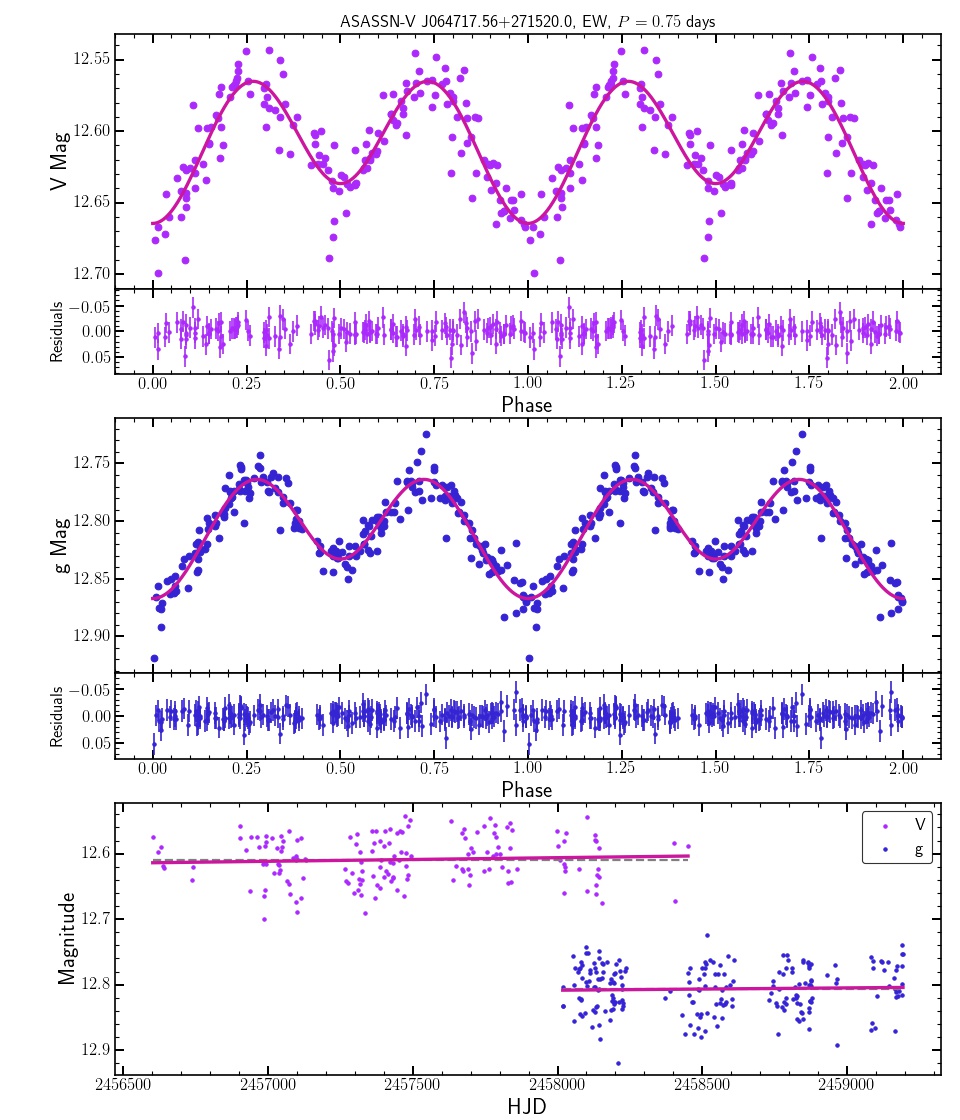 ASASSN-V J064717.56+271520.0, EW, P = 0.75 days
12.55
12.60
12.65
12.70
V Mag
−0.05
0.00
0.05
Residuals
0.00 0.25 0.50 0.75 1.00 1.25 1.50 1.75 2.00
Phase
12.75
12.80
12.85
12.90
g Mag
−0.05
0.00
0.05
Residuals
0.00 0.25 0.50 0.75 1.00 1.25 1.50 1.75 2.00
Phase
V
g
12.6
12.7
12.8
12.9
Magnitude
2456500 2457000 2457500 2458000 2458500 2459000
HJD